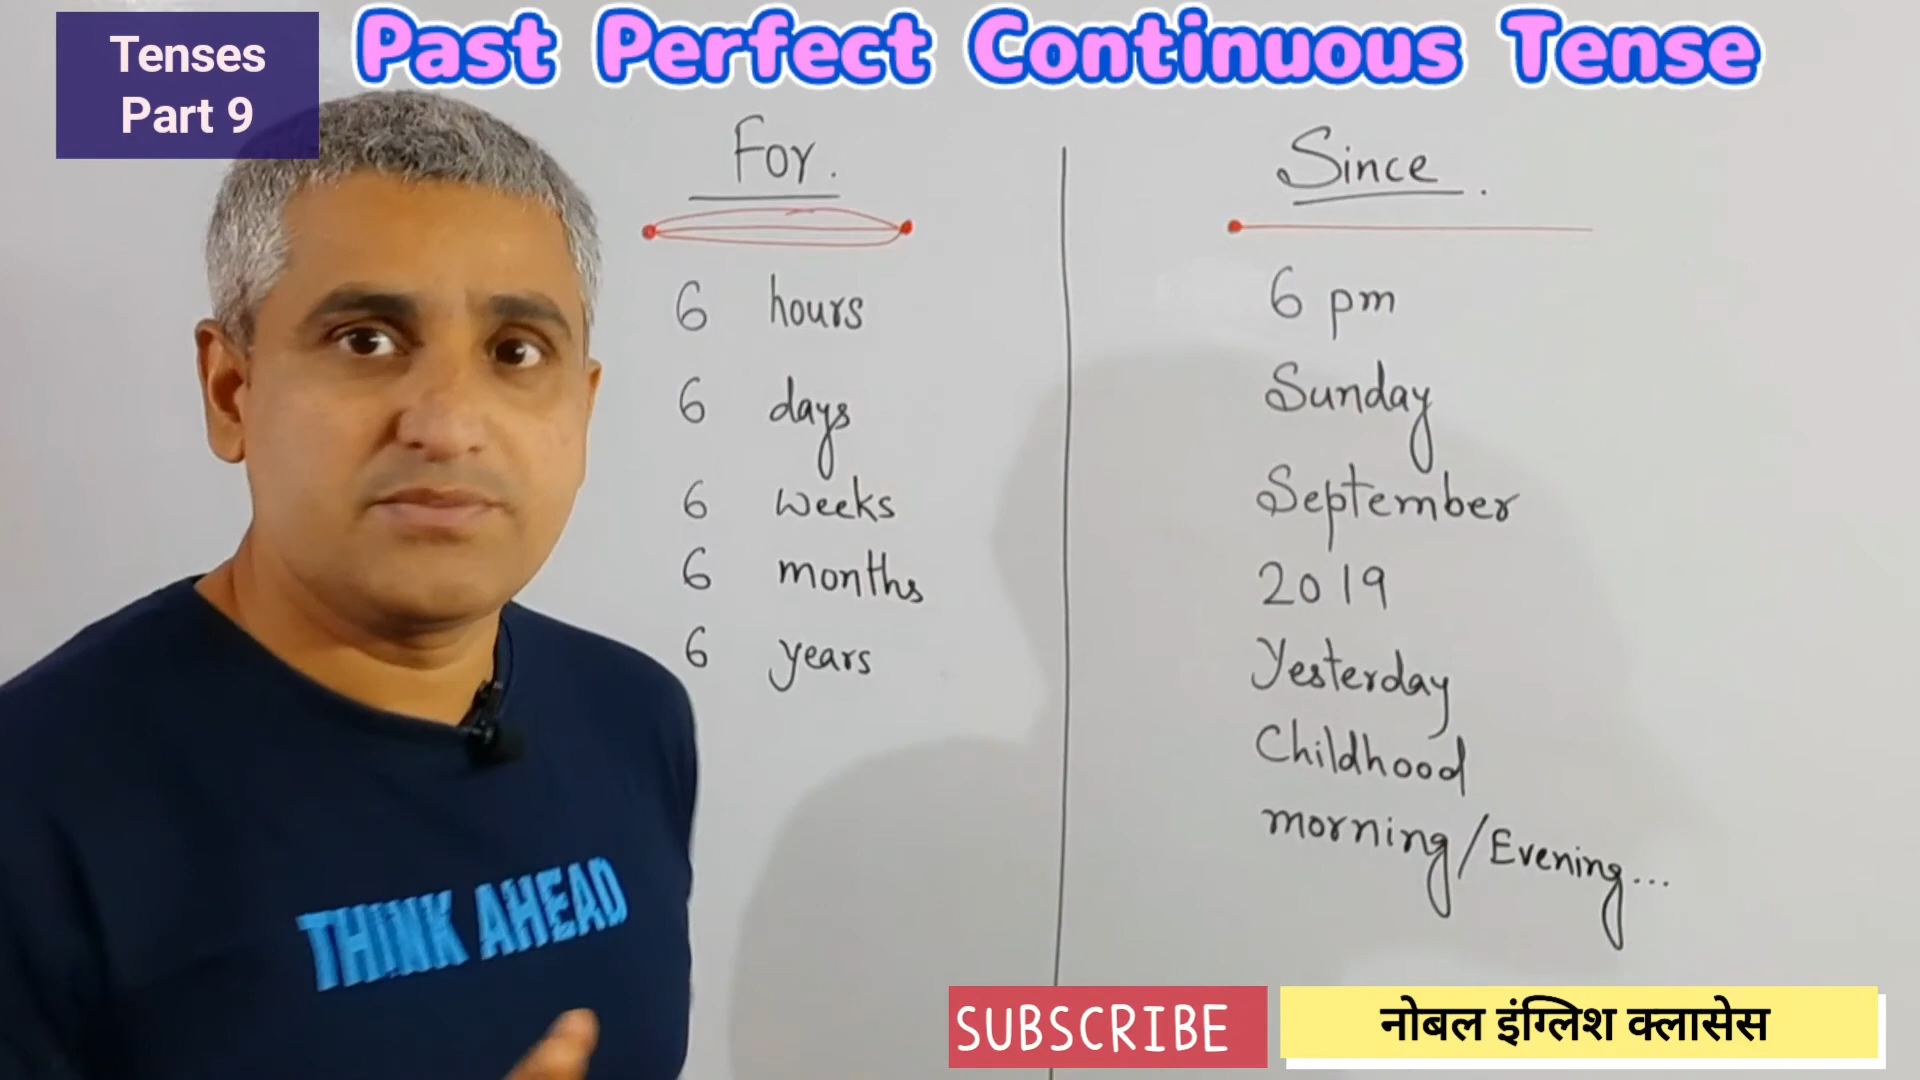 Tenses
Part 9
Past Perfect Continuous Tense
For.
6 hours
6 days
6 weeks
6 months
6 years
Since.
6 pm
Sunday
September
2019
Yesterday
Childhood
morning/Evening...
THINK AHEAD
SUBSCRIBE
नोबल इंग्लिश क्लासेस